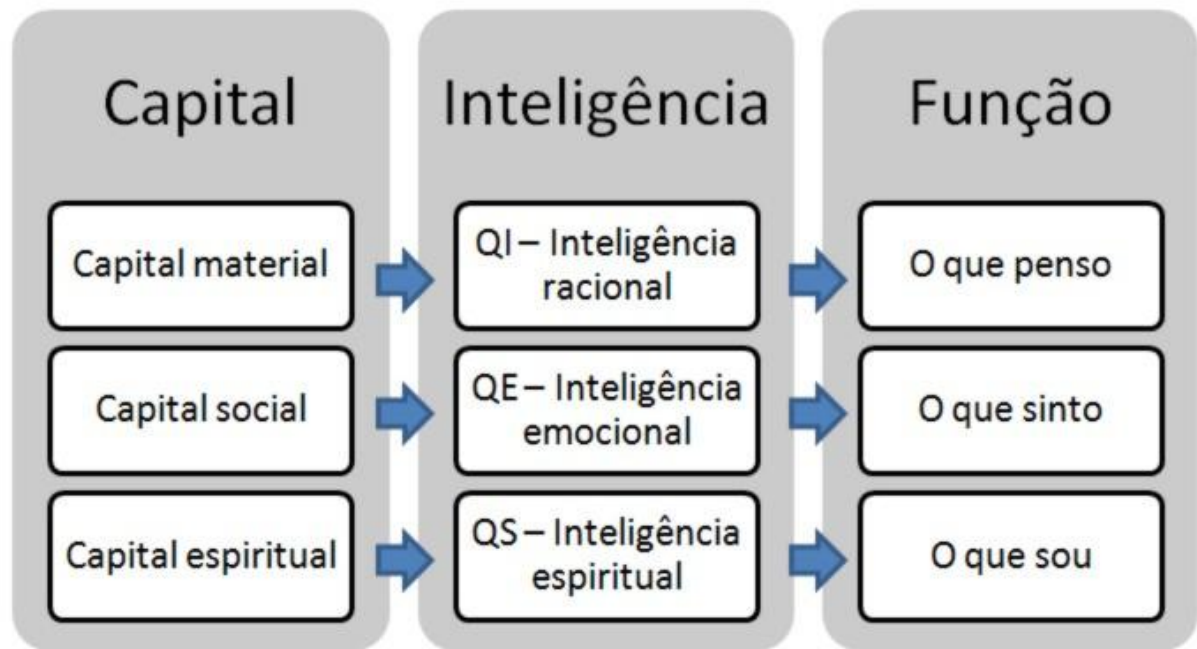 Capital
Inteligência
Função
Capital material
QI – Inteligência
racional
O que penso
Capital social
QE – Inteligência
emocional
O que sinto
Capital espiritual
QS – Inteligência
espiritual
O que sou